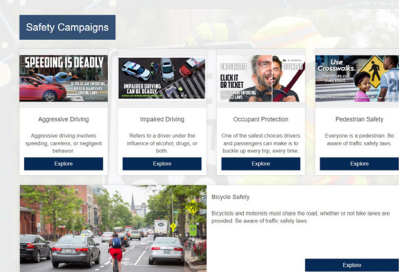 Safety Campaigns
SPEEDING IS DEADLY
IMPAIRED DRIVING
CAN BE DEADLY.
CLICK IT
OR TICKET
Use
Crosswalks.
Aggressive Driving
Aggressive driving involves
speeding, careless, or negligent
behavior.
Explore
Impaired Driving
Refers to a driver under the
influence of alcohol, drugs, or
both.
Explore
Occupant Protection
One of the safest choices drivers
and passengers can make is to
buckle up every trip, every time.
Explore
Pedestrian Safety
Everyone is a pedestrian. Be
aware of traffic safety laws.
Explore
Bicycle Safety
Bicyclists and motorists must share the road, whether or not bike lanes are
provided. Be aware of traffic safety laws.
Explore